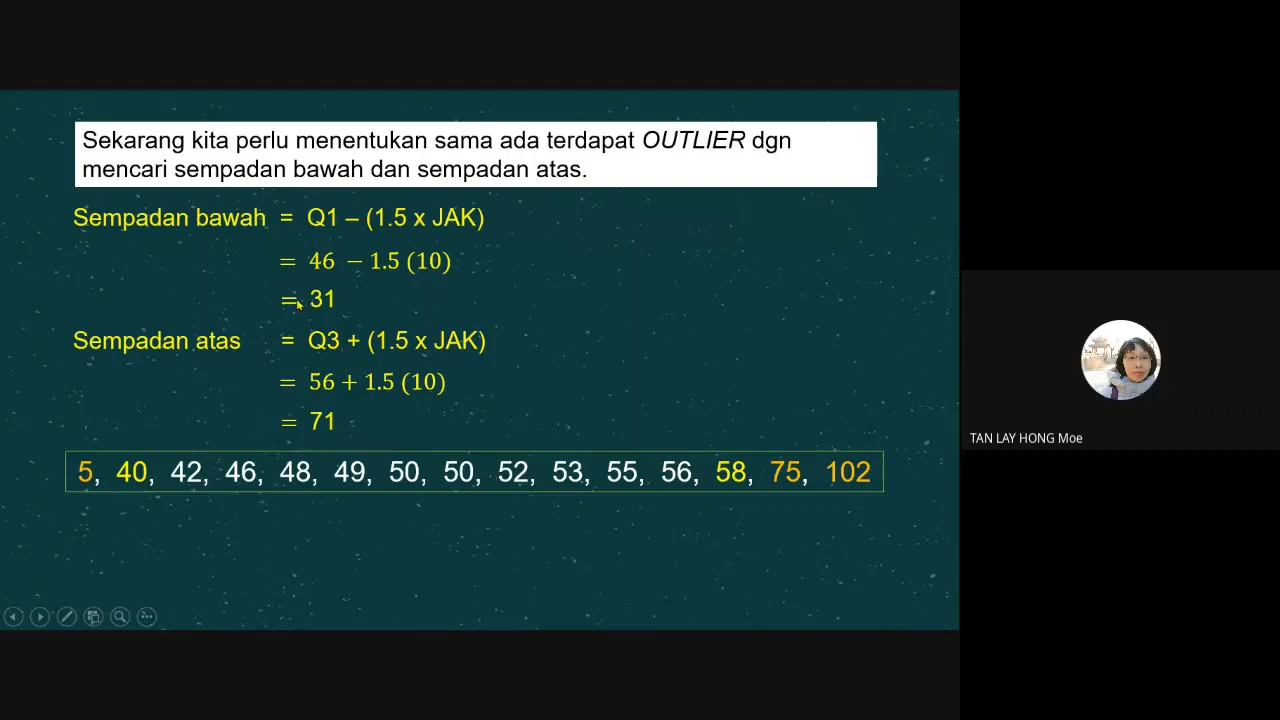 Sekarang kita perlu menentukan sama ada terdapat OUTLIER dgn
mencari sempadan bawah dan sempadan atas.
Sempadan bawah = Q1 – (1.5 x JAK)
= 46 − 1.5 (10)
= 31
Sempadan atas = Q3 + (1.5 x JAK)
= 56 + 1.5 (10)
= 71
5, 40, 42, 46, 48, 49, 50, 50, 52, 53, 55, 56, 58, 75, 102
TAN LAY HONG Moe